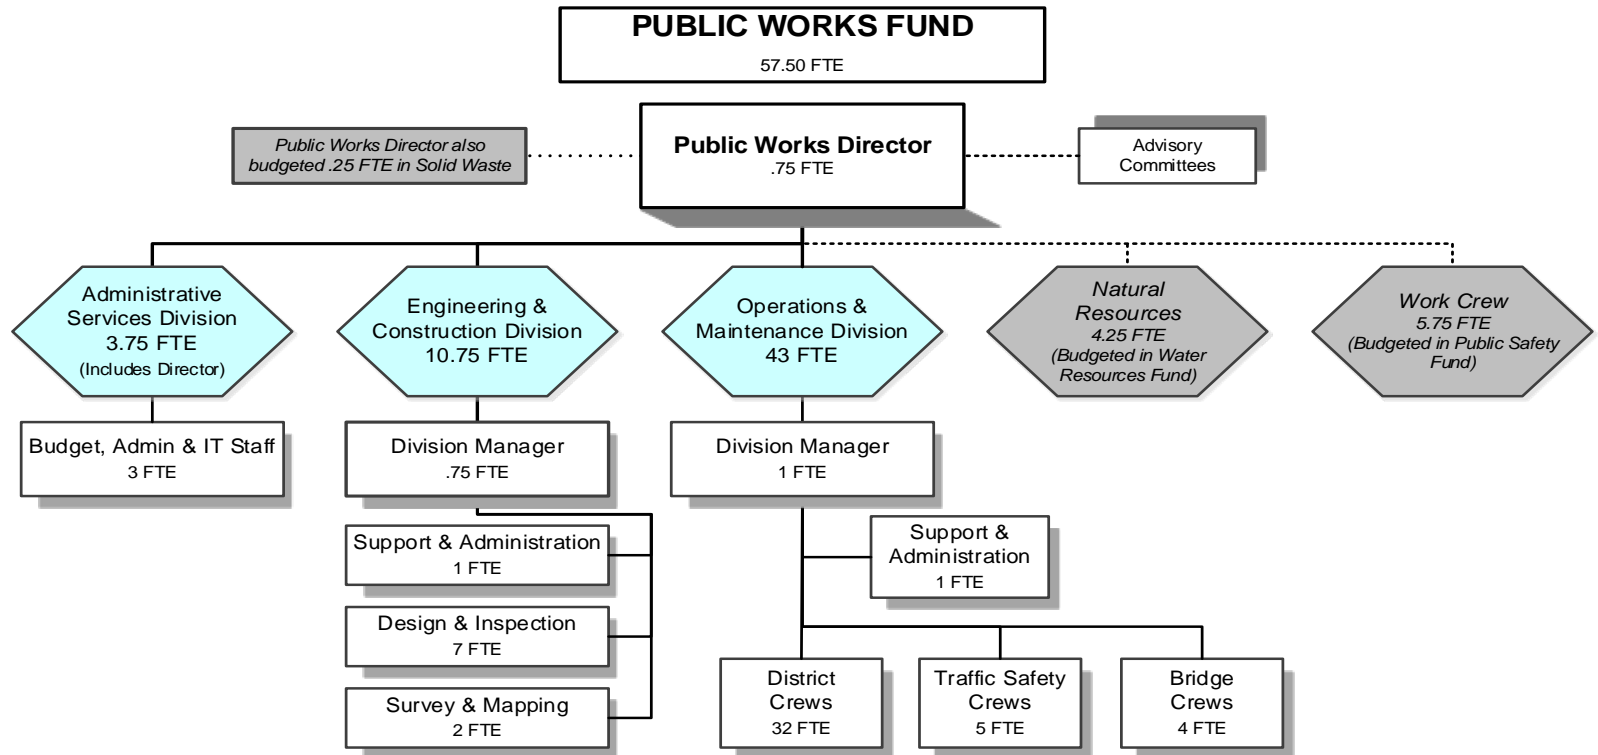 PUBLIC WORKS FUND
57.50 FTE
Public Works Director also
budgeted .25 FTE in Solid Waste
Public Works Director
.75 FTE
Advisory
Committees
Administrative
Services Division
3.75 FTE
(Includes Director)
Engineering &
Construction Division
10.75 FTE
Operations &
Maintenance Division
43 FTE
Natural
Resources
4.25 FTE
(Budgeted in Water
Resources Fund)
Work Crew
5.75 FTE
(Budgeted in Public Safety
Fund)
Budget, Admin & IT Staff
3 FTE
Division Manager
.75 FTE
Division Manager
1 FTE
Support & Administration
1 FTE
Design & Inspection
7 FTE
Survey & Mapping
2 FTE
Support &
Administration
1 FTE
District
Crews
32 FTE
Traffic Safety
Crews
5 FTE
Bridge
Crews
4 FTE